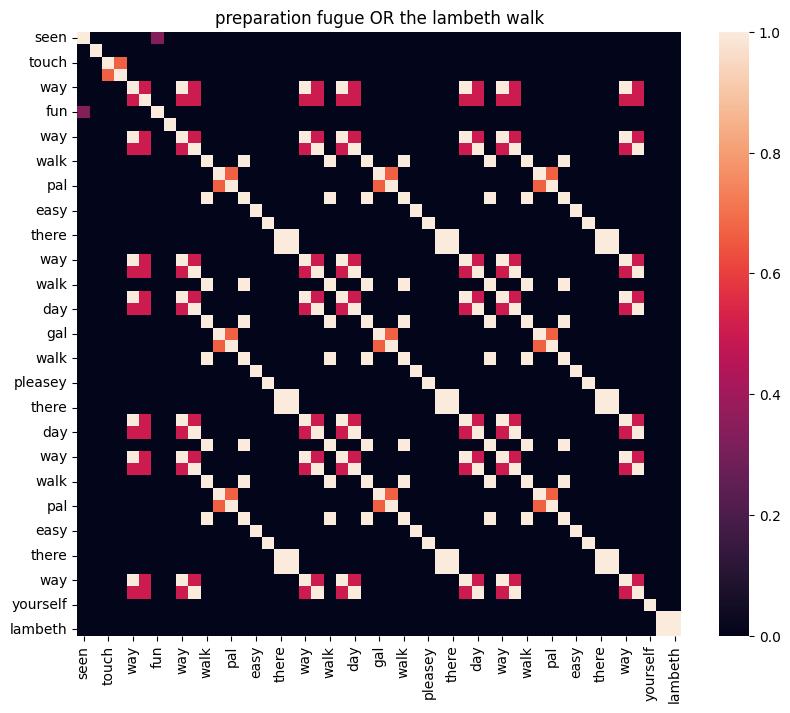 preparation fugue OR the lambeth walk
seen
touch
way
fun
way
walk
pal
easy
there
way
walk
day
gal
walk
pleasey
there
day
way
walk
pal
easy
there
way
yourself
lambeth
seen
touch
way
fun
way
walk
pal
easy
there
way
walk
day
gal
walk
pleasey
there
day
way
walk
pal
easy
there
way
yourself
lambeth
1.0
0.8
0.6
0.4
0.2
0.0